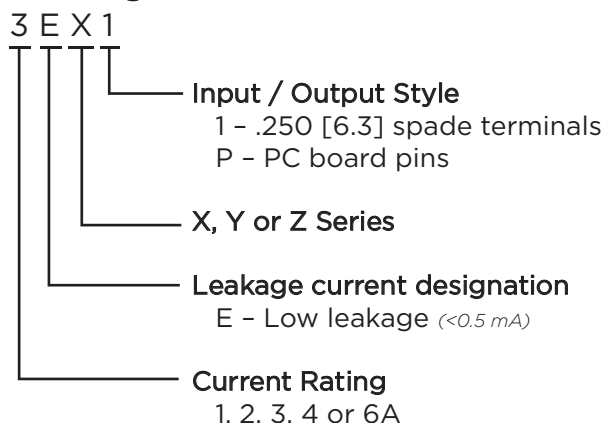 3 E X 1
Input / Output Style
1 – .250 [6.3] spade terminals
P – PC board pins
X, Y or Z Series
Leakage current designation
E – Low leakage (<0.5 mA)
Current Rating
1, 2, 3, 4 or 6A